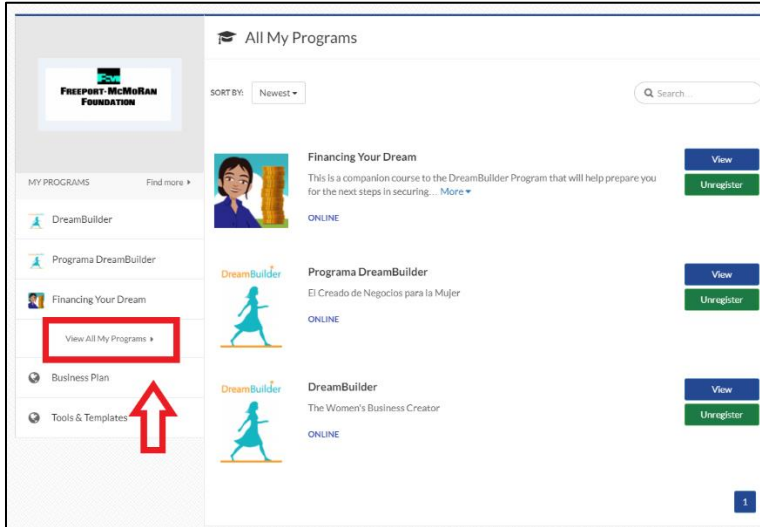 FCX
FREEPORT-MCMORAN
FOUNDATION
MY PROGRAMS Find more
DreamBuilder
Programa DreamBuilder
Financing Your Dream
View All My Programs
Business Plan
Tools & Templates
All My Programs
SORT BY: Newest
Search...
Financing Your Dream
This is a companion course to the DreamBuilder Program that will help prepare you
for the next steps in securing... More
ONLINE
View
Unregister
DreamBuilder
Programa DreamBuilder
El Creado de Negocios para la Mujer
ONLINE
View
Unregister
DreamBuilder
DreamBuilder
The Women's Business Creator
ONLINE
View
Unregister
1